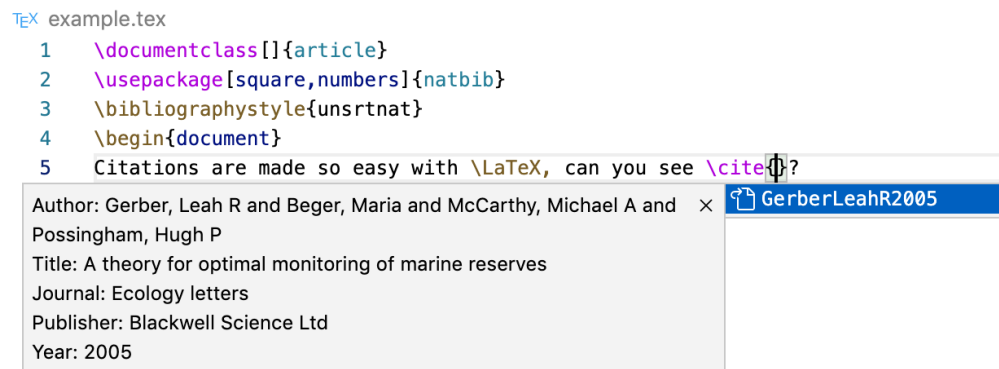 TEX example.tex
1 \documentclass[]{article}
2 \usepackage[square,numbers]{natbib}
3 \bibliographystyle{unsrtnat}
4 \begin{document}
5 Citations are made so easy with \LaTeX, can you see \cite{}?
Author: Gerber, Leah R and Beger, Maria and McCarthy, Michael A and
Possingham, Hugh P
Title: A theory for optimal monitoring of marine reserves
Journal: Ecology letters
Publisher: Blackwell Science Ltd
Year: 2005
GerberLeahR2005